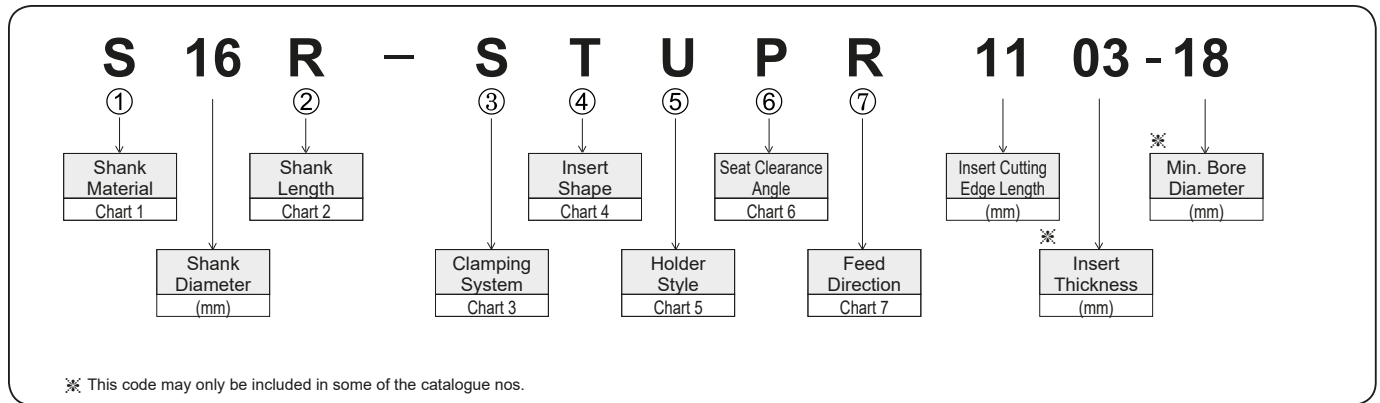 S 16 R – S T U P R 11 03 - 18
① ② ③ ④ ⑤ ⑥ ⑦
※
Shank
Material
Chart 1
Shank
Length
Chart 2
Insert
Shape
Chart 4
Seat Clearance
Angle
Chart 6
Insert Cutting
Edge Length
(mm)
Min. Bore
Diameter
(mm)
※
Shank
Diameter
(mm)
Clamping
System
Chart 3
Holder
Style
Chart 5
Feed
Direction
Chart 7
Insert
Thickness
(mm)
※ This code may only be included in some of the catalogue nos.